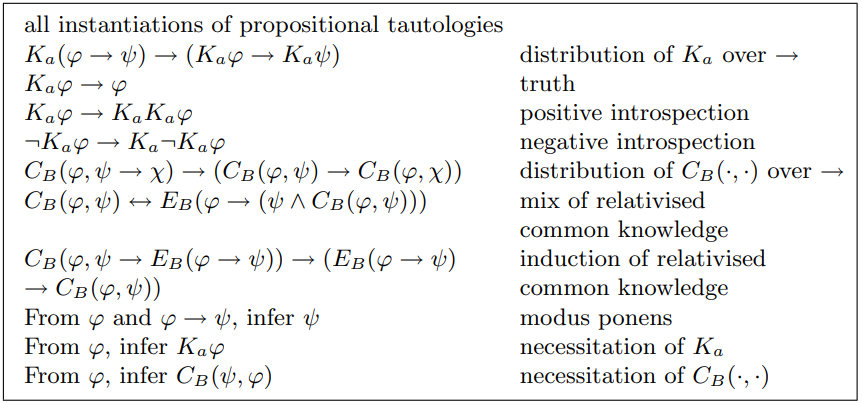 all instantiations of propositional tautologies
Kₐ(φ → ψ) → (Kₐφ → Kₐψ) distribution of Kₐ over →
Kₐφ → φ truth
Kₐφ → KₐKₐφ positive introspection
¬Kₐφ → Kₐ¬Kₐφ negative introspection
C_B(φ, ψ → χ) → (C_B(φ, ψ) → C_B(φ, χ)) distribution of C_B(·, ·) over →
C_B(φ, ψ) ↔ E_B(φ → (ψ ∧ C_B(φ, ψ))) mix of relativised
common knowledge
C_B(φ, ψ → E_B(φ → ψ)) → (E_B(φ → ψ) induction of relativised
→ C_B(φ, ψ)) common knowledge
From φ and φ → ψ, infer ψ modus ponens
From φ, infer Kₐφ necessitation of Kₐ
From φ, infer C_B(ψ, φ) necessitation of C_B(·, ·)